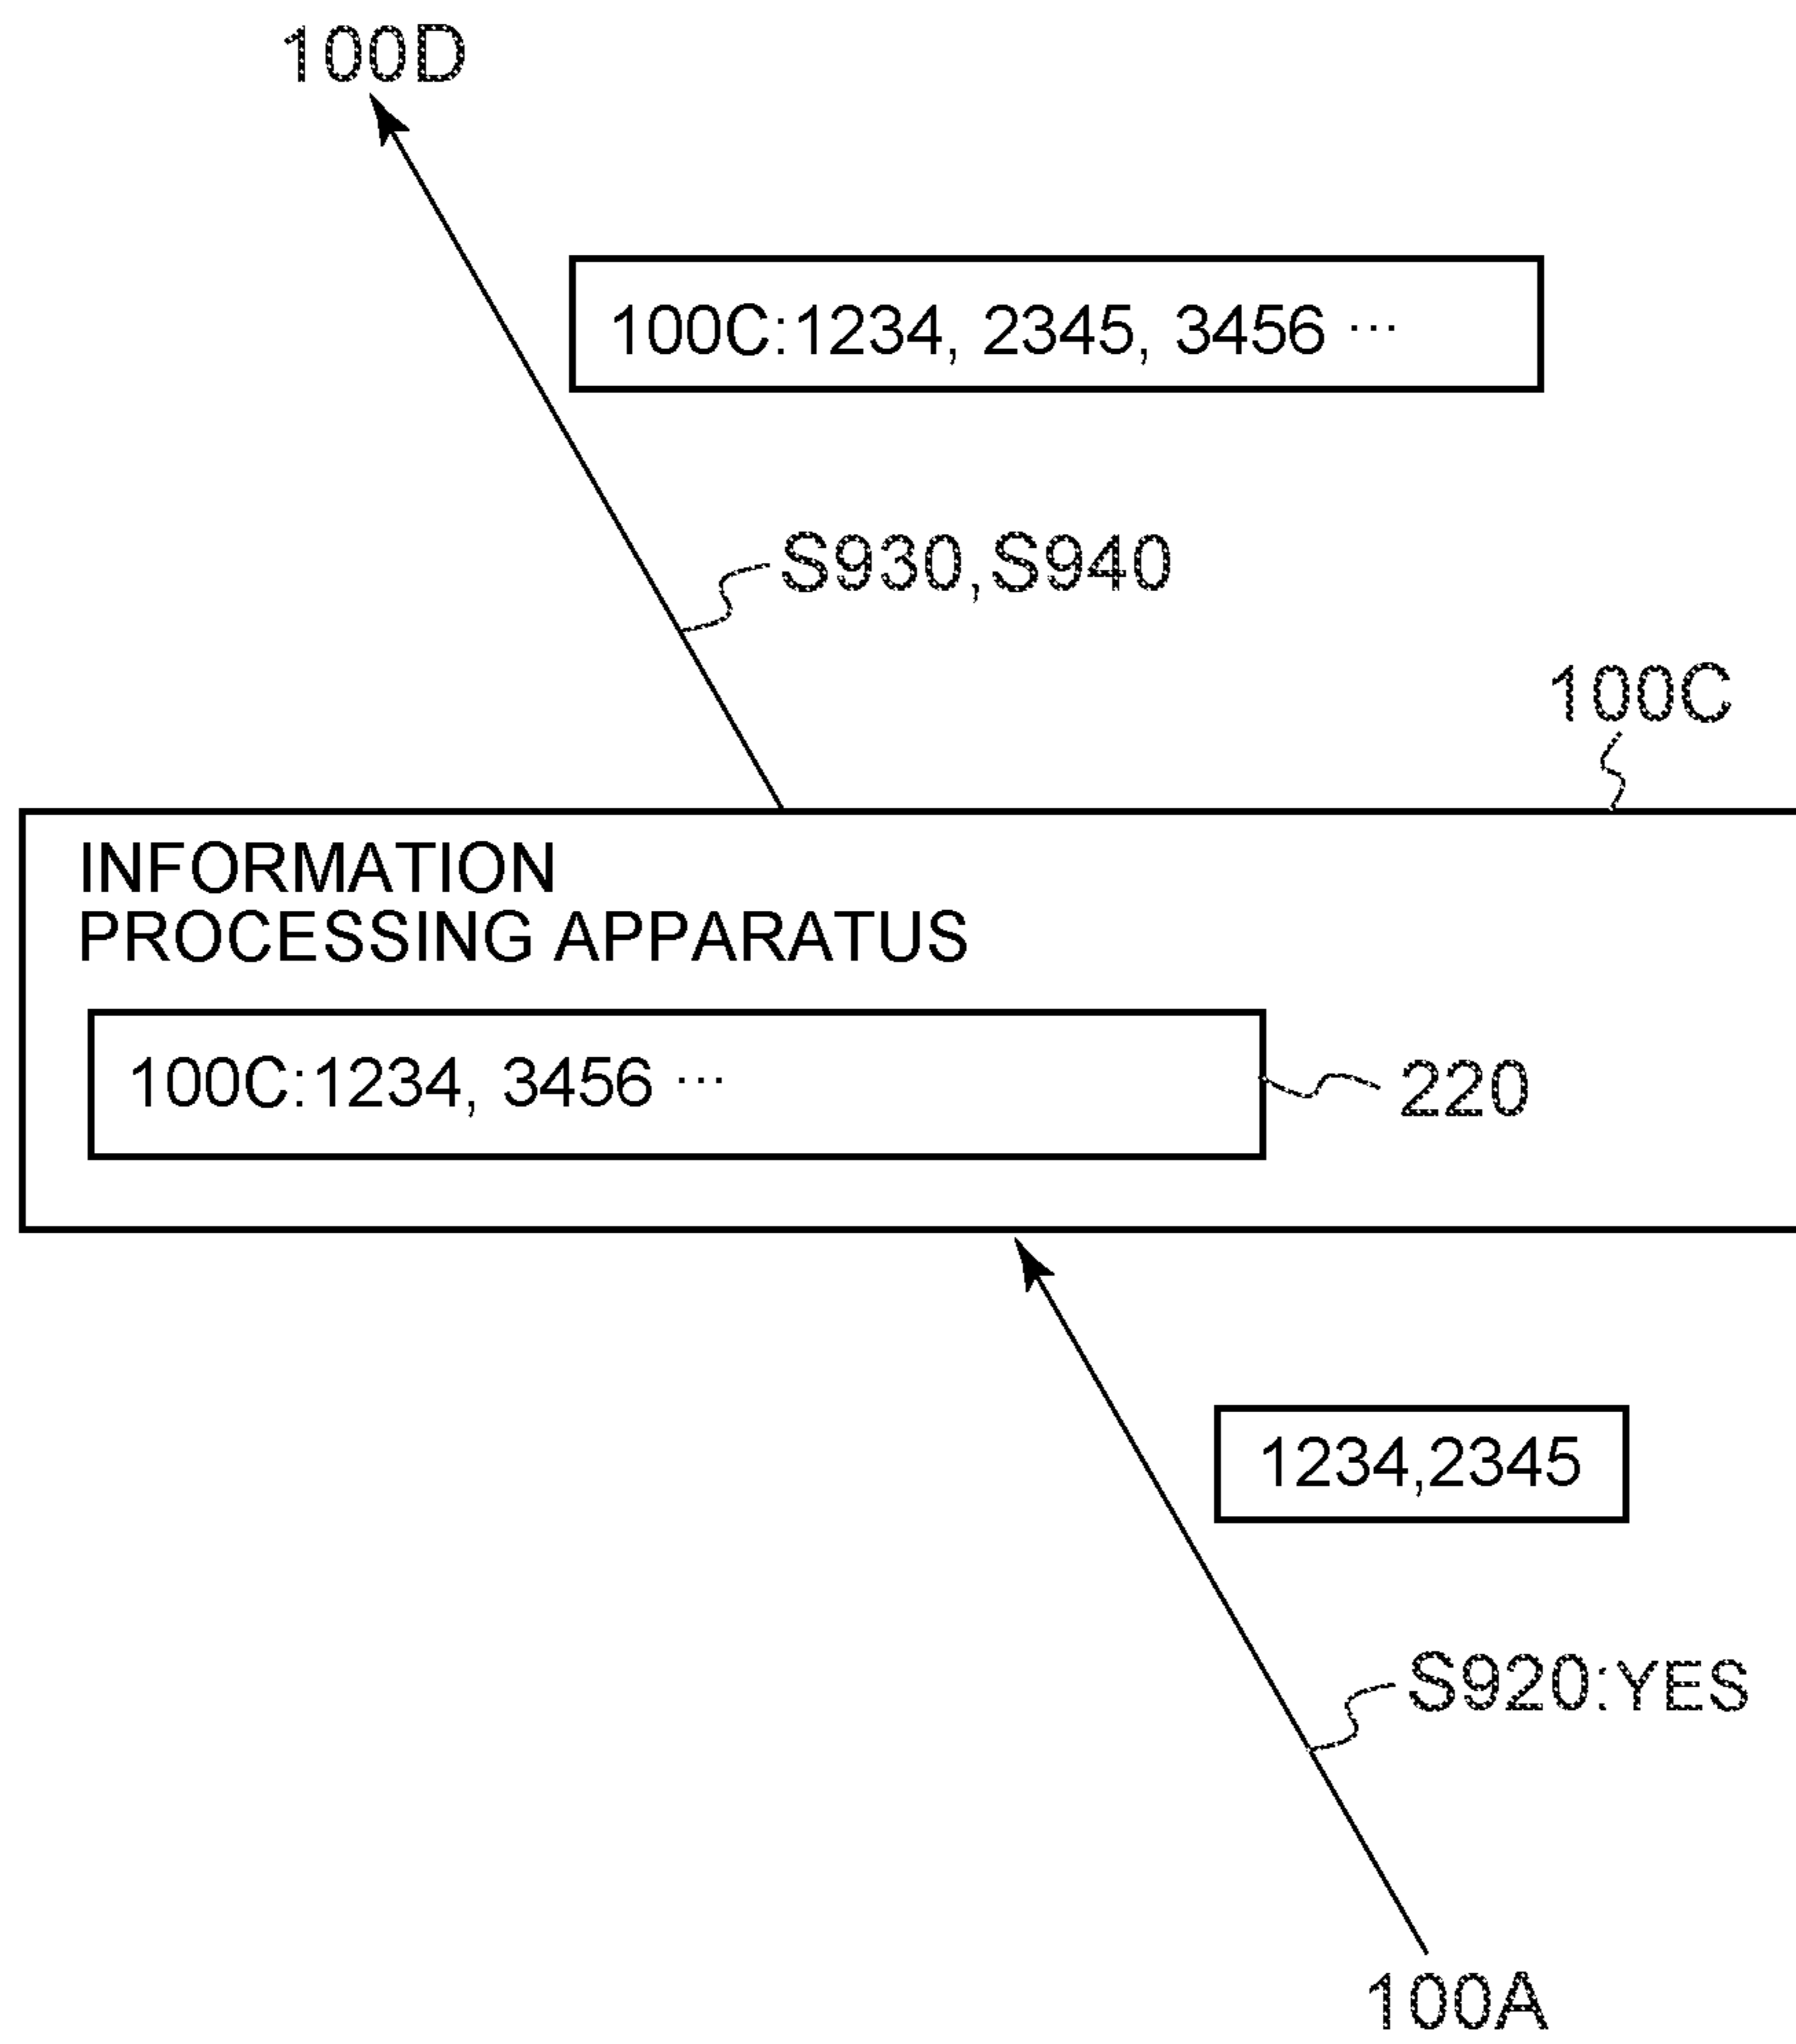 100D
100C:1234, 2345, 3456 ···
S930,S940
100C
INFORMATION
PROCESSING APPARATUS
100C:1234, 3456 ···
220
1234,2345
S920:YES
100A